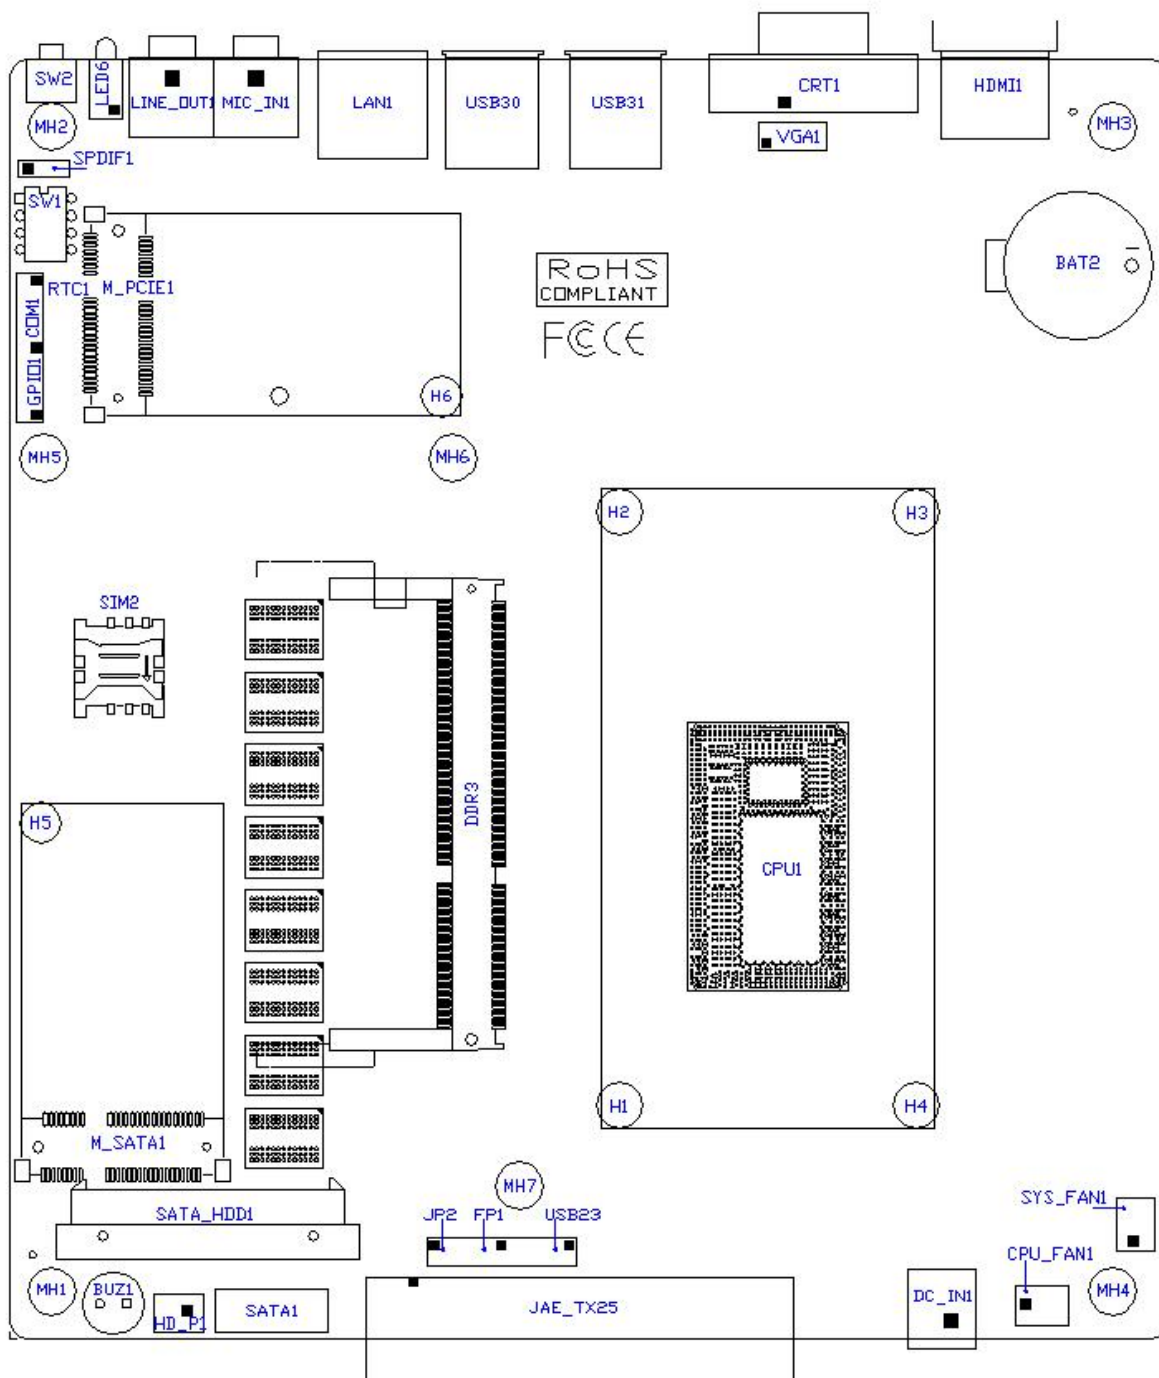 SW2
LED6
LINE_OUT1
MIC_IN1
LAN1
USB30
USB31
CRT1
HDMI1
MH2
MH3
VGA1
SPDIF1
SW1
RTC1
M_PCIE1
COM1
GPIO1
RoHS
COMPLIANT
FC CE
BAT2
H6
MH5
MH6
H2
H3
SIM2
DDR3
H5
CPU1
H1
H4
M_SATA1
MH7
SYS_FAN1
SATA_HDD1
JP2
FP1
USB23
CPU_FAN1
MH1
BUZ1
HD_P1
SATA1
JAE_TX25
DC_IN1
MH4